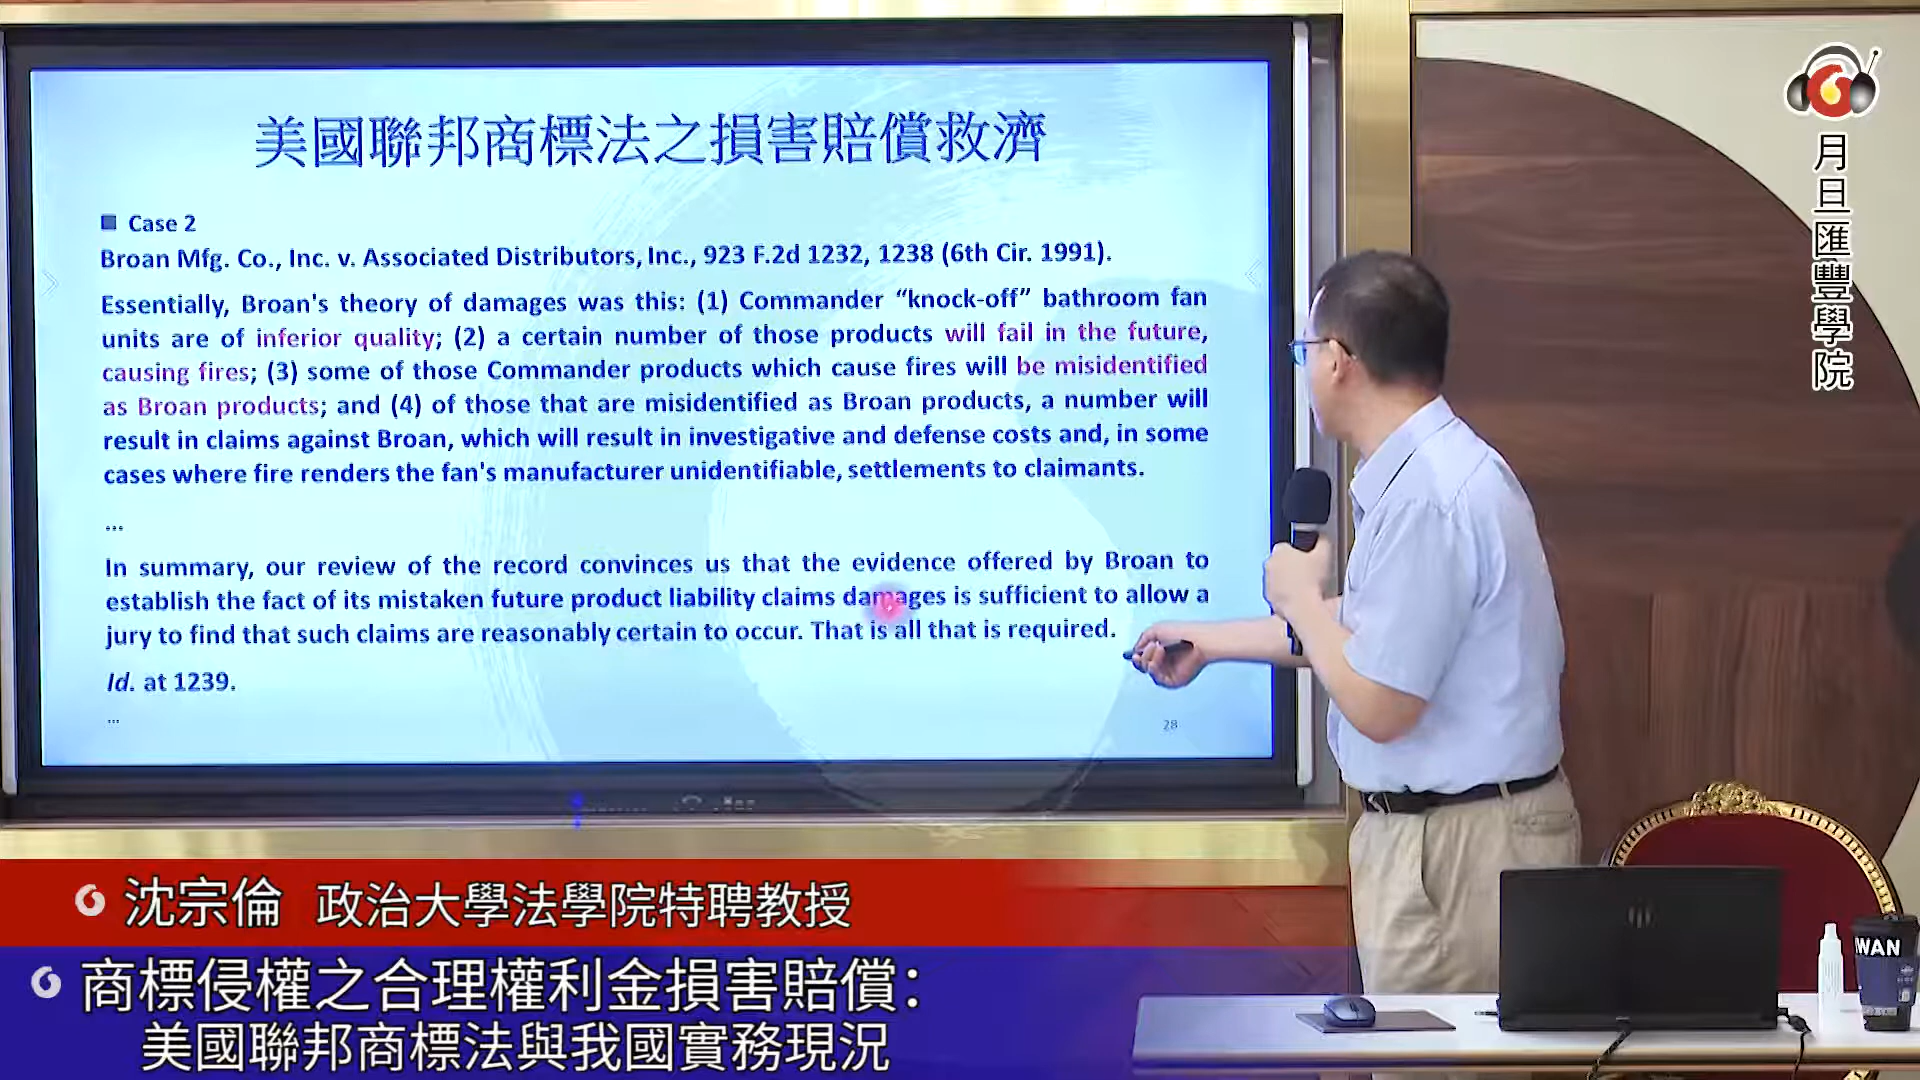 美國聯邦商標法之損害賠償救濟
Case 2
Broan Mfg. Co., Inc. v. Associated Distributors, Inc., 923 F.2d 1232, 1238 (6th Cir. 1991).
Essentially, Broan's theory of damages was this: (1) Commander “knock-off” bathroom fan
units are of inferior quality; (2) a certain number of those products will fail in the future,
causing fires; (3) some of those Commander products which cause fires will be misidentified
as Broan products; and (4) of those that are misidentified as Broan products, a number will
result in claims against Broan, which will result in investigative and defense costs and, in some
cases where fire renders the fan's manufacturer unidentifiable, settlements to claimants.
...
In summary, our review of the record convinces us that the evidence offered by Broan to
establish the fact of its mistaken future product liability claims damages is sufficient to allow a
jury to find that such claims are reasonably certain to occur. That is all that is required.
Id. at 1239.
...
28
月旦匯豐學院
WAN
沈宗倫 政治大學法學院特聘教授
商標侵權之合理權利金損害賠償：
美國聯邦商標法與我國實務現況